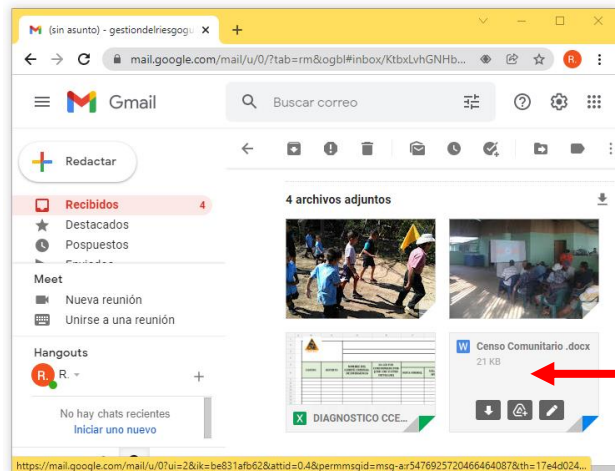 (sin asunto) - gestiondelriesgogu
mail.google.com/mail/u/0/?tab=rm&ogbl#inbox/KtbxLvhGNHb...
R.
Gmail
Buscar correo
Redactar
Recibidos 4
Destacados
Pospuestos
Enviados
Meet
Nueva reunión
Unirse a una reunión
Hangouts
R. R.
No hay chats recientes
Iniciar uno nuevo
4 archivos adjuntos
X DIAGNOSTICO CCE...
W Censo Comunitario .docx
21 KB
https://mail.google.com/mail/u/0?ui=2&ik=be831afb62&attid=0.4&permmsgid=msg-a:r5476925720466464087&th=17e4d024...